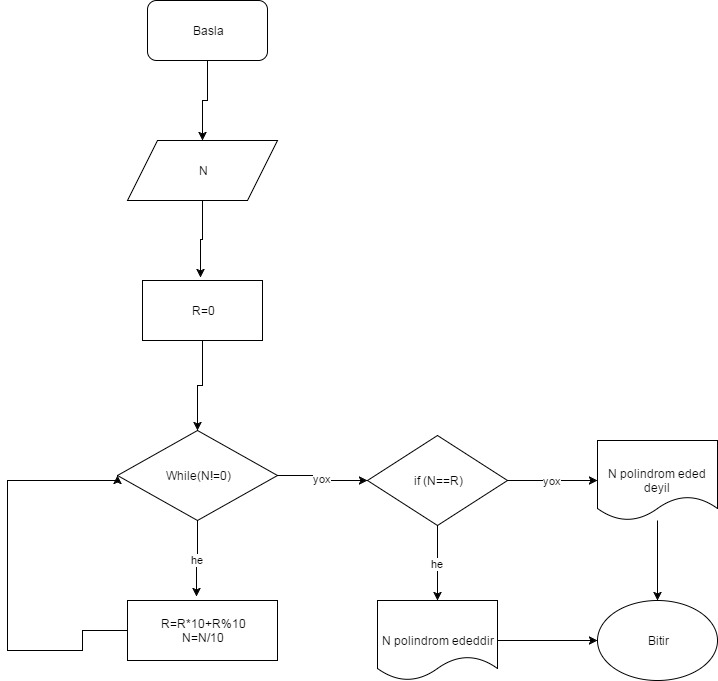 Basla
N
R=0
While(N!=0)
yox
if (N==R)
yox
N polindrom eded
deyil
he
he
R=R*10+R%10
N=N/10
N polindrom ededdir
Bitir